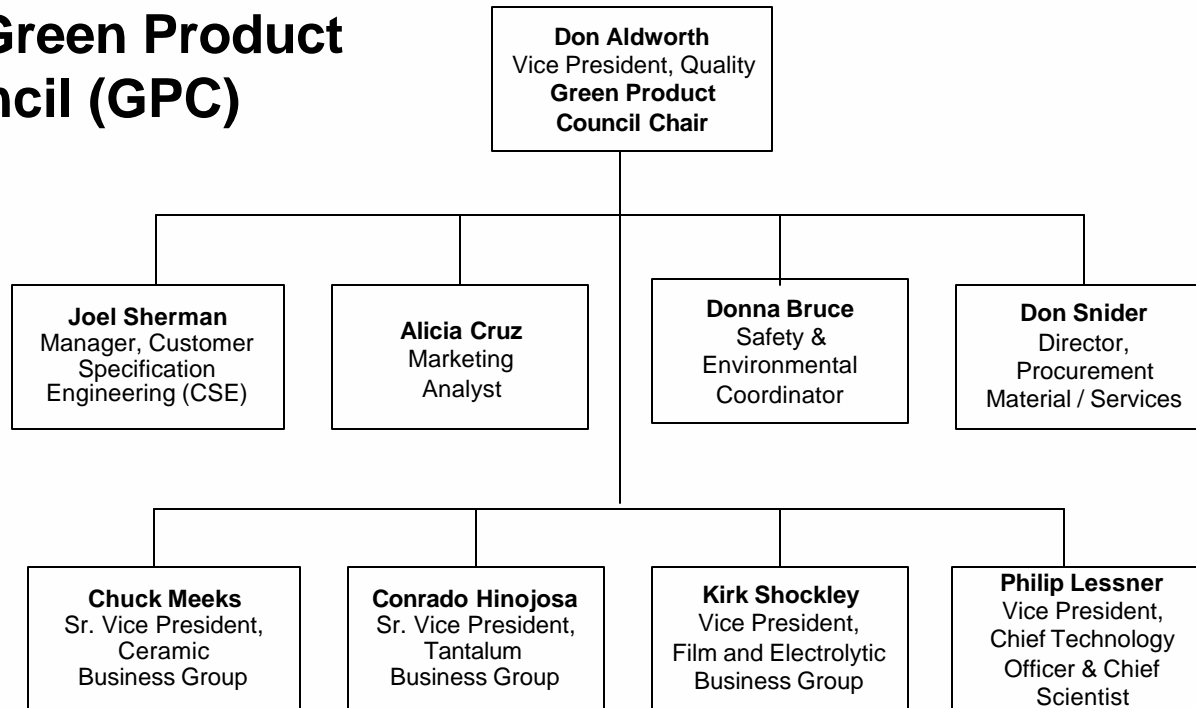 Green Product
ncil (GPC)
Don Aldworth
Vice President, Quality
Green Product
Council Chair
Joel Sherman
Manager, Customer
Specification
Engineering (CSE)
Alicia Cruz
Marketing
Analyst
Donna Bruce
Safety &
Environmental
Coordinator
Don Snider
Director,
Procurement
Material / Services
Chuck Meeks
Sr. Vice President,
Ceramic
Business Group
Conrado Hinojosa
Sr. Vice President,
Tantalum
Business Group
Kirk Shockley
Vice President,
Film and Electrolytic
Business Group
Philip Lessner
Vice President,
Chief Technology
Officer & Chief
Scientist